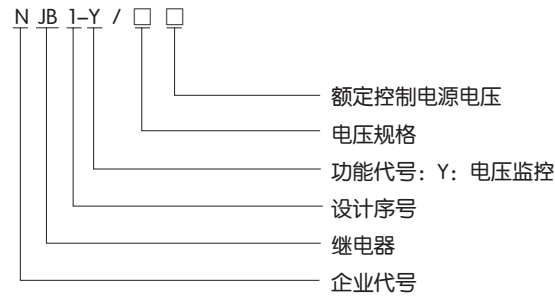 N JB 1-Y / □ □
额定控制电源电压
电压规格
功能代号：Y：电压监控
设计序号
继电器
企业代号